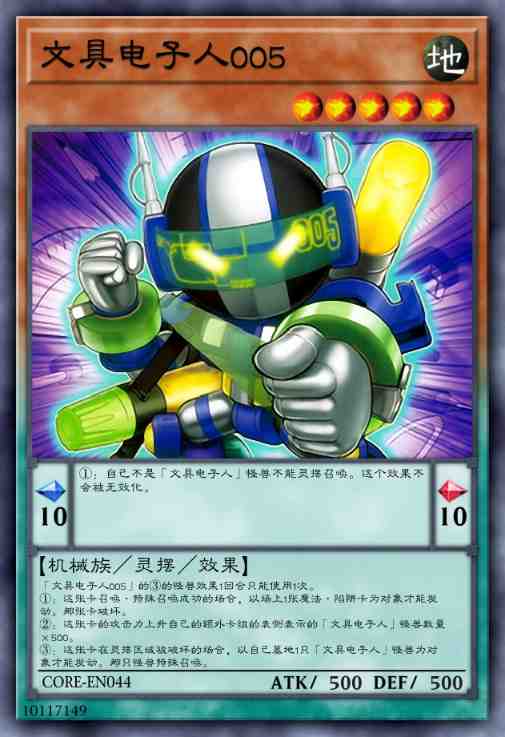 文具电子人005
地
005
①：自己不是「文具电子人」怪兽不能灵摆召唤。这个效果不
会被无效化。
10
10
【机械族／灵摆／效果】
「文具电子人005」的③的怪兽效果1回合只能使用1次。
①：这张卡召唤·特殊召唤成功的场合，以场上1张魔法·陷阱卡为对象才能发
动。那张卡破坏。
②：这张卡的攻击力上升自己的额外卡组的表侧表示的「文具电子人」怪兽数量
×500。
③：这张卡在灵摆区域被破坏的场合，以自己墓地1只「文具电子人」怪兽为对
象才能发动。那只怪兽特殊召唤。
CORE-EN044 ATK/ 500 DEF/ 500
10117149